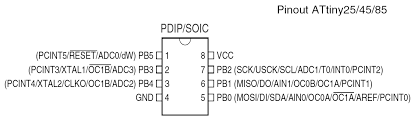 Pinout ATtiny25/45/85
PDIP/SOIC
(PCINT5/RESET/ADC0/dW) PB5 1 8 VCC
(PCINT3/XTAL1/OC1B/ADC3) PB3 2 7 PB2 (SCK/USCK/SCL/ADC1/T0/INT0/PCINT2)
(PCINT4/XTAL2/CLKO/OC1B/ADC2) PB4 3 6 PB1 (MISO/DO/AIN1/OC0B/OC1A/PCINT1)
GND 4 5 PB0 (MOSI/DI/SDA/AIN0/OC0A/OC1A/AREF/PCINT0)